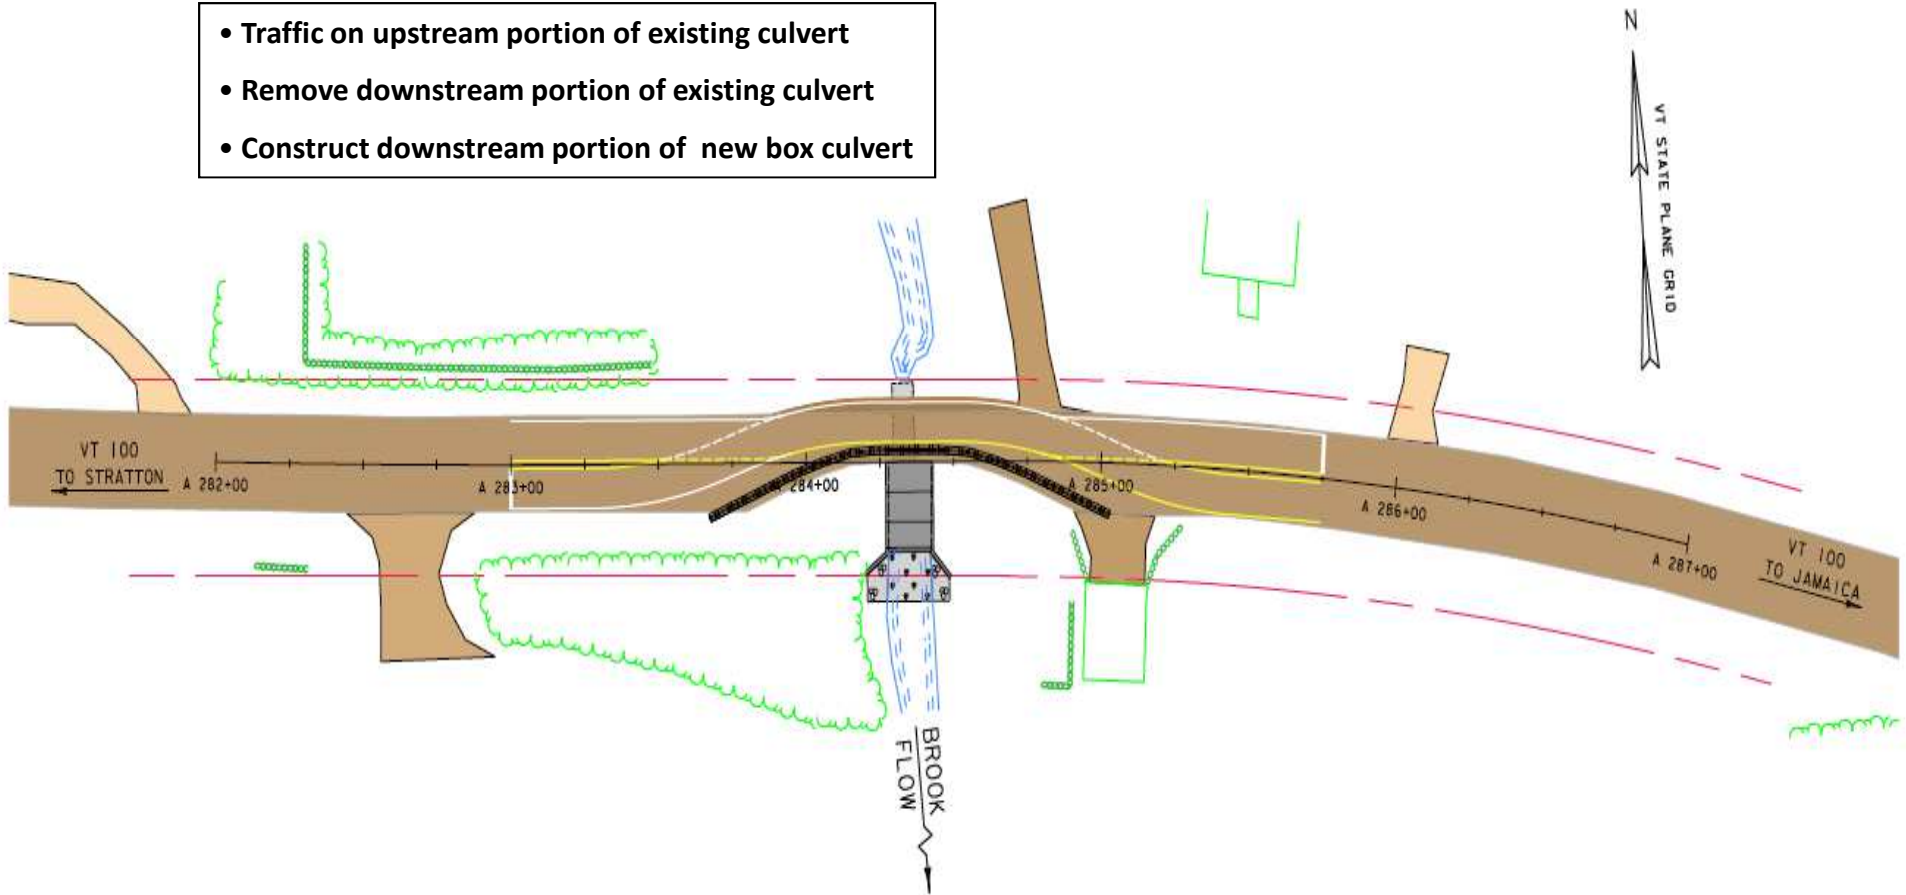 • Traffic on upstream portion of existing culvert
• Remove downstream portion of existing culvert
• Construct downstream portion of  new box culvert
N
VT STATE PLANE GRID
VT 100
TO STRATTON
A 282+00
A 283+00
A 284+00
A 285+00
A 286+00
A 287+00
VT 100
TO JAMAICA
BROOK
FLOW